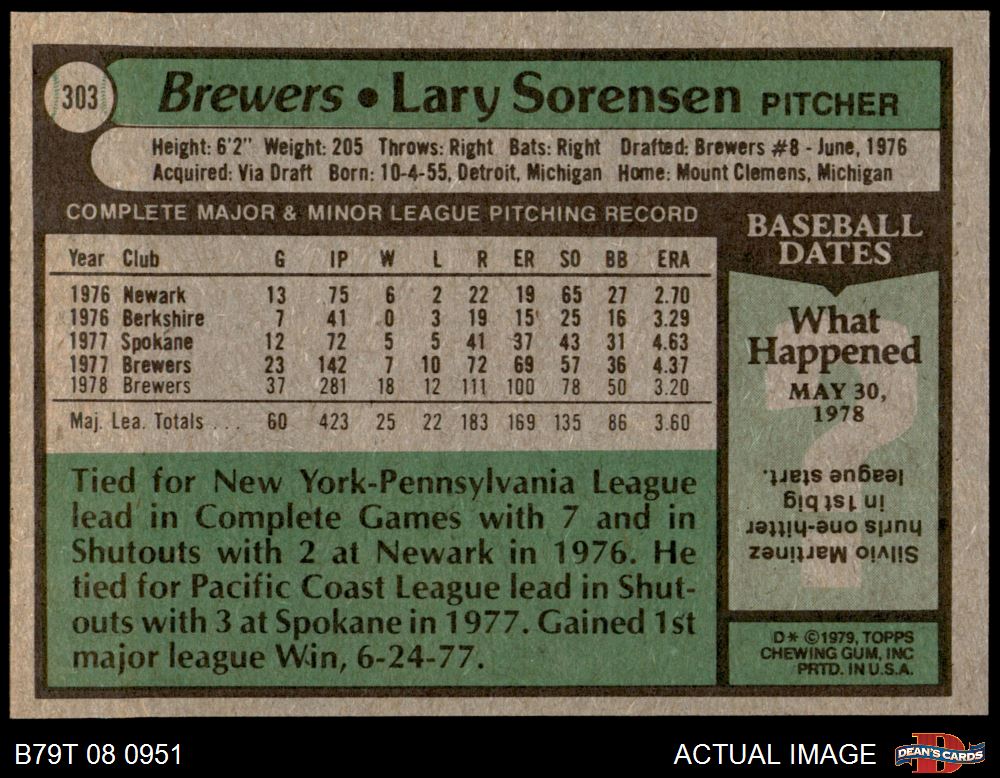 303
Brewers • Lary Sorensen PITCHER
Height: 6'2" Weight: 205 Throws: Right Bats: Right Drafted: Brewers #8 - June, 1976
Acquired: Via Draft Born: 10-4-55, Detroit, Michigan Home: Mount Clemens, Michigan
COMPLETE MAJOR & MINOR LEAGUE PITCHING RECORD
Year Club G IP W L R ER SO BB ERA
1976 Newark 13 75 6 2 22 19 65 27 2.70
1976 Berkshire 7 41 0 3 19 15 25 16 3.29
1977 Spokane 12 72 5 5 41 37 43 31 4.63
1977 Brewers 23 142 7 10 72 69 57 36 4.37
1978 Brewers 37 281 18 12 111 100 78 50 3.20
Maj. Lea. Totals ... 60 423 25 22 183 169 135 86 3.60
Tied for New York-Pennsylvania League
lead in Complete Games with 7 and in
Shutouts with 2 at Newark in 1976. He
tied for Pacific Coast League lead in Shut-
outs with 3 at Spokane in 1977. Gained 1st
major league Win, 6-24-77.
BASEBALL
DATES
What
Happened
MAY 30,
1978
?
Silvio Martinez
hurls one-hitter
in 1st big
league start.
D* ©1979, TOPPS
CHEWING GUM, INC
PRTD. IN U.S.A.
B79T 08 0951
ACTUAL IMAGE
D
DEAN'S CARDS